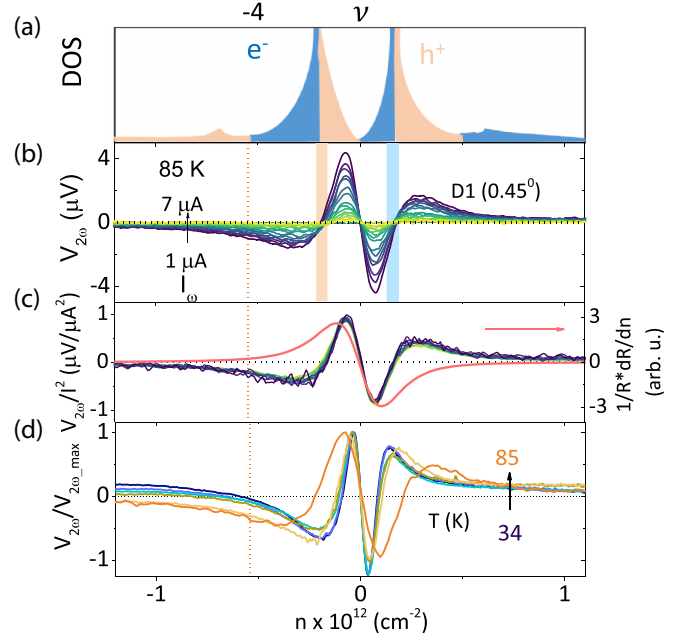 -4 ν
(a)
DOS
e⁻
h⁺
(b)
V₂ω (μV)
4
0
-4
85 K
7 μA
1 μA
Iω
D1 (0.45⁰)
(c)
V₂ω/I² (μV/μA²)
1
0
-1
3
0
-3
1/R*dR/dn
(arb. u.)
(d)
V₂ω/V₂ω_max
1
0
-1
85
T (K)
34
-1 0 1
n x 10¹² (cm⁻²)